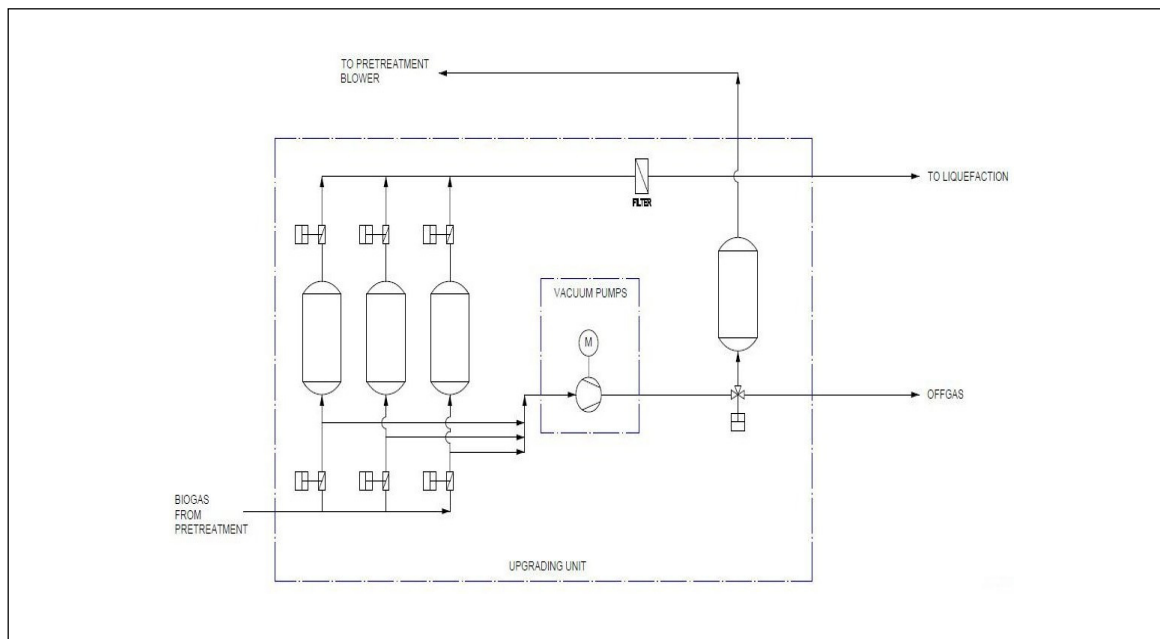 TO PRETREATMENT
BLOWER
TO LIQUEFACTION
FILTER
VACUUM PUMPS
M
OFFGAS
BIOGAS
FROM
PRETREATMENT
UPGRADING UNIT